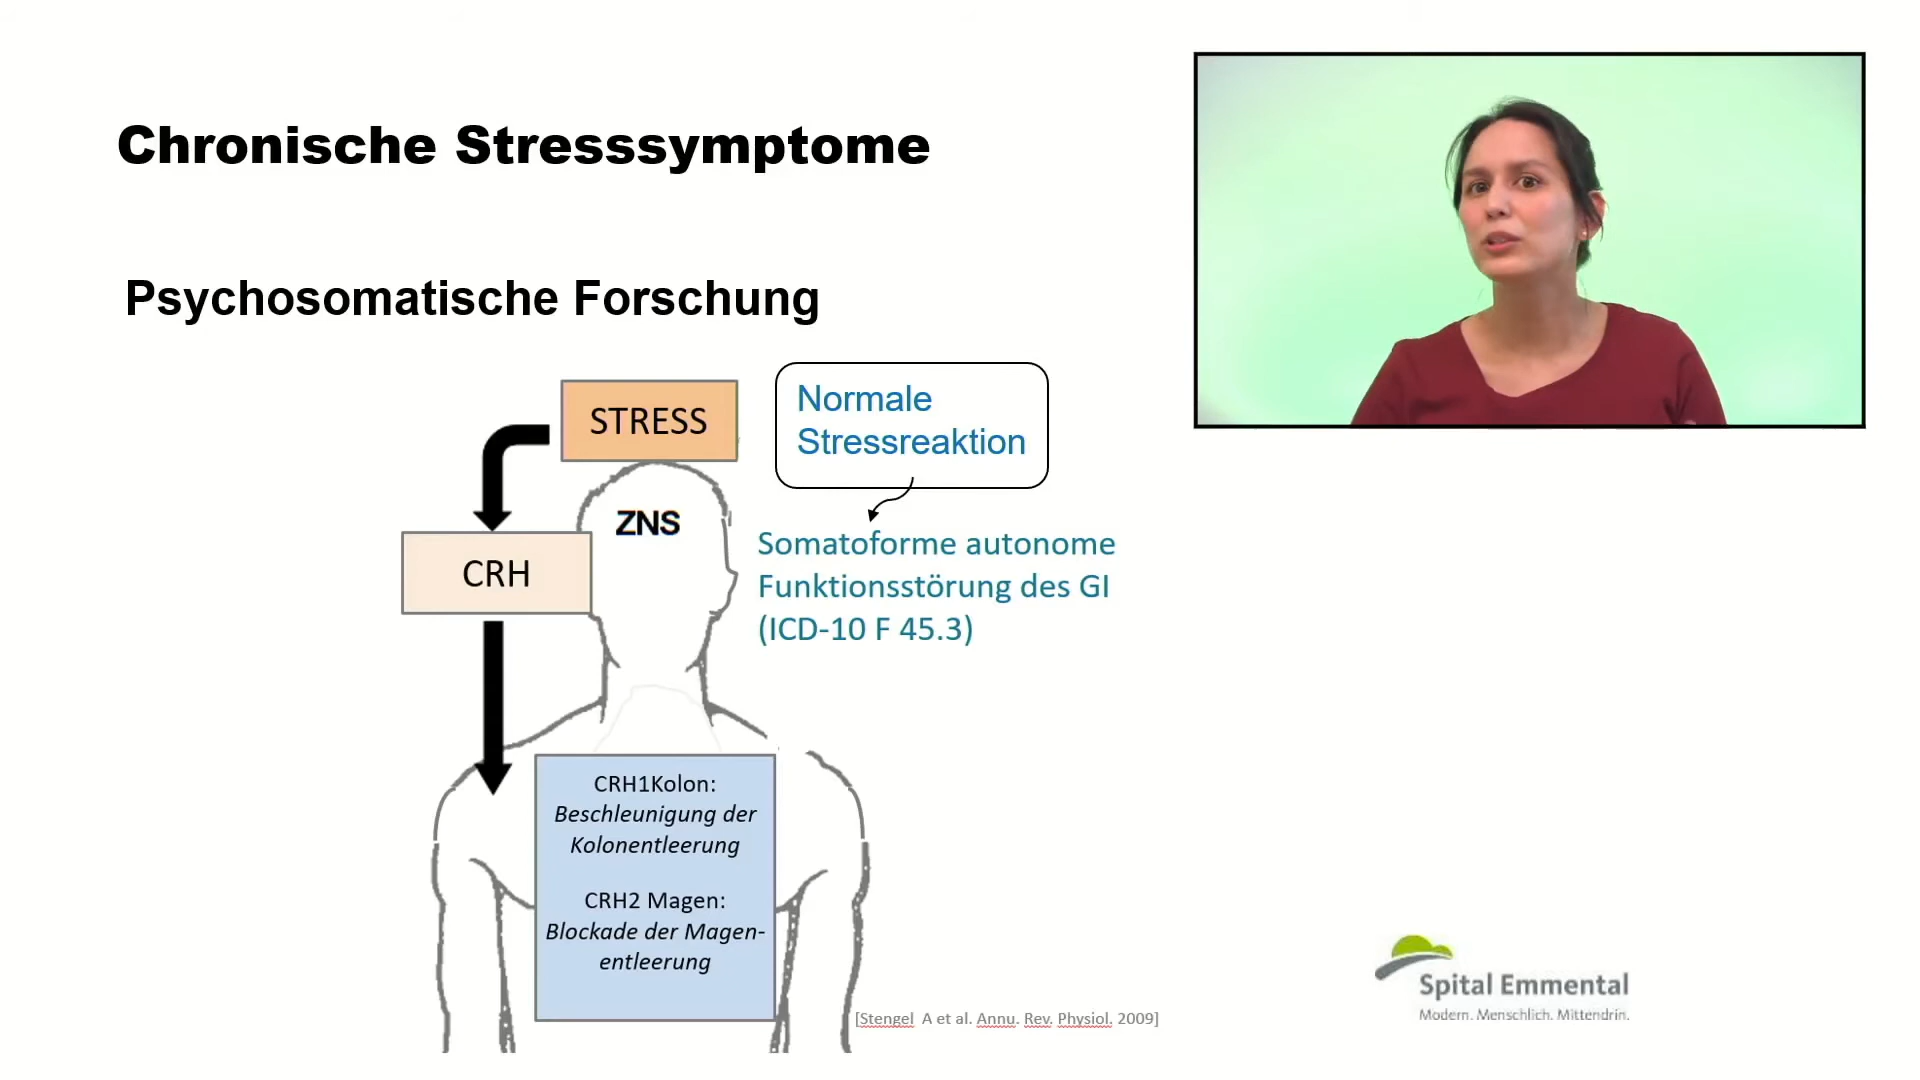 Chronische Stresssymptome
Psychosomatische Forschung
STRESS
Normale
Stressreaktion
ZNS
CRH
Somatoforme autonome
Funktionsstörung des GI
(ICD-10 F 45.3)
CRH1Kolon:
Beschleunigung der
Kolonentleerung
CRH2 Magen:
Blockade der Magen-
entleerung
[Stengel A et al. Annu. Rev. Physiol. 2009]
Spital Emmental
Modern. Menschlich. Mittendrin.